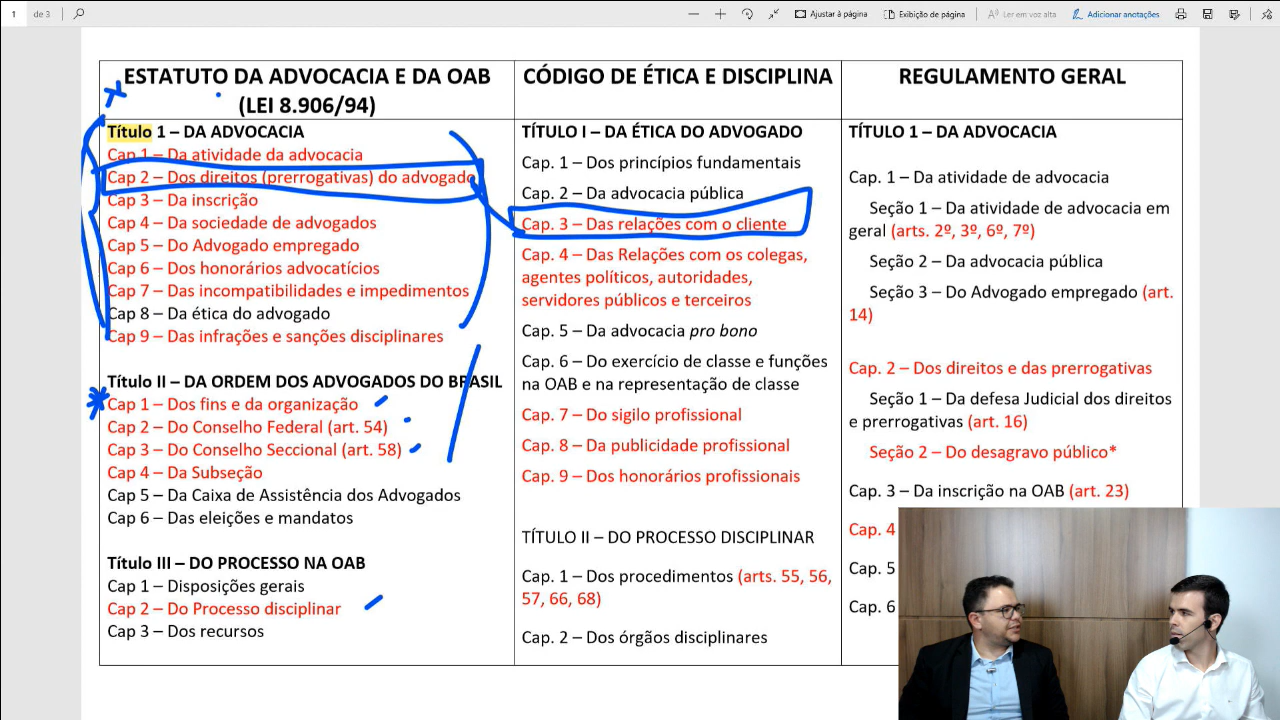 1 de 3
Ajustar à página
Exibição de página
Ler em voz alta
Adicionar anotações
ESTATUTO DA ADVOCACIA E DA OAB
(LEI 8.906/94)
Título 1 – DA ADVOCACIA
Cap 1 – Da atividade da advocacia
Cap 2 – Dos direitos (prerrogativas) do advogado
Cap 3 – Da inscrição
Cap 4 – Da sociedade de advogados
Cap 5 – Do Advogado empregado
Cap 6 – Dos honorários advocatícios
Cap 7 – Das incompatibilidades e impedimentos
Cap 8 – Da ética do advogado
Cap 9 – Das infrações e sanções disciplinares
Título II – DA ORDEM DOS ADVOGADOS DO BRASIL
Cap 1 – Dos fins e da organização
Cap 2 – Do Conselho Federal (art. 54)
Cap 3 – Do Conselho Seccional (art. 58)
Cap 4 – Da Subseção
Cap 5 – Da Caixa de Assistência dos Advogados
Cap 6 – Das eleições e mandatos
Título III – DO PROCESSO NA OAB
Cap 1 – Disposições gerais
Cap 2 – Do Processo disciplinar
Cap 3 – Dos recursos
CÓDIGO DE ÉTICA E DISCIPLINA
TÍTULO I – DA ÉTICA DO ADVOGADO
Cap. 1 – Dos princípios fundamentais
Cap. 2 – Da advocacia pública
Cap. 3 – Das relações com o cliente
Cap. 4 – Das Relações com os colegas,
agentes políticos, autoridades,
servidores públicos e terceiros
Cap. 5 – Da advocacia pro bono
Cap. 6 – Do exercício de classe e funções
na OAB e na representação de classe
Cap. 7 – Do sigilo profissional
Cap. 8 – Da publicidade profissional
Cap. 9 – Dos honorários profissionais
TÍTULO II – DO PROCESSO DISCIPLINAR
Cap. 1 – Dos procedimentos (arts. 55, 56,
57, 66, 68)
Cap. 2 – Dos órgãos disciplinares
REGULAMENTO GERAL
TÍTULO 1 – DA ADVOCACIA
Cap. 1 – Da atividade de advocacia
Seção 1 – Da atividade de advocacia em
geral (arts. 2º, 3º, 6º, 7º)
Seção 2 – Da advocacia pública
Seção 3 – Do Advogado empregado (art.
14)
Cap. 2 – Dos direitos e das prerrogativas
Seção 1 – Da defesa Judicial dos direitos
e prerrogativas (art. 16)
Seção 2 – Do desagravo público*
Cap. 3 – Da inscrição na OAB (art. 23)
Cap. 4
Cap. 5
Cap. 6